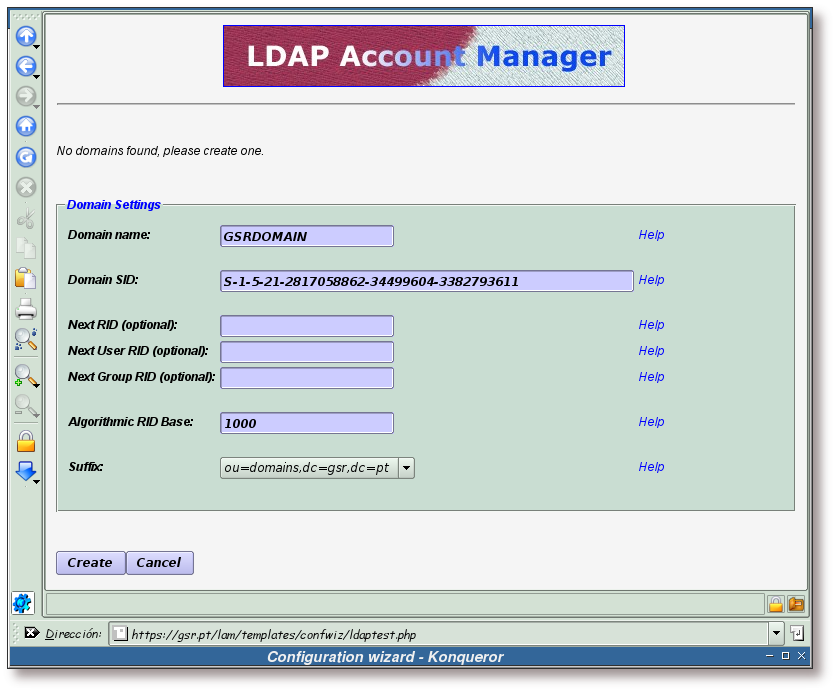 LDAP Account Manager
No domains found, please create one.
Domain Settings
Domain name: GSRDOMAIN Help
Domain SID: S-1-5-21-2817058862-34499604-3382793611 Help
Next RID (optional): Help
Next User RID (optional): Help
Next Group RID (optional): Help
Algorithmic RID Base: 1000 Help
Suffix: ou=domains,dc=gsr,dc=pt Help
Create Cancel
Dirección: https://gsr.pt/lam/templates/confwiz/ldaptest.php
Configuration wizard - Konqueror